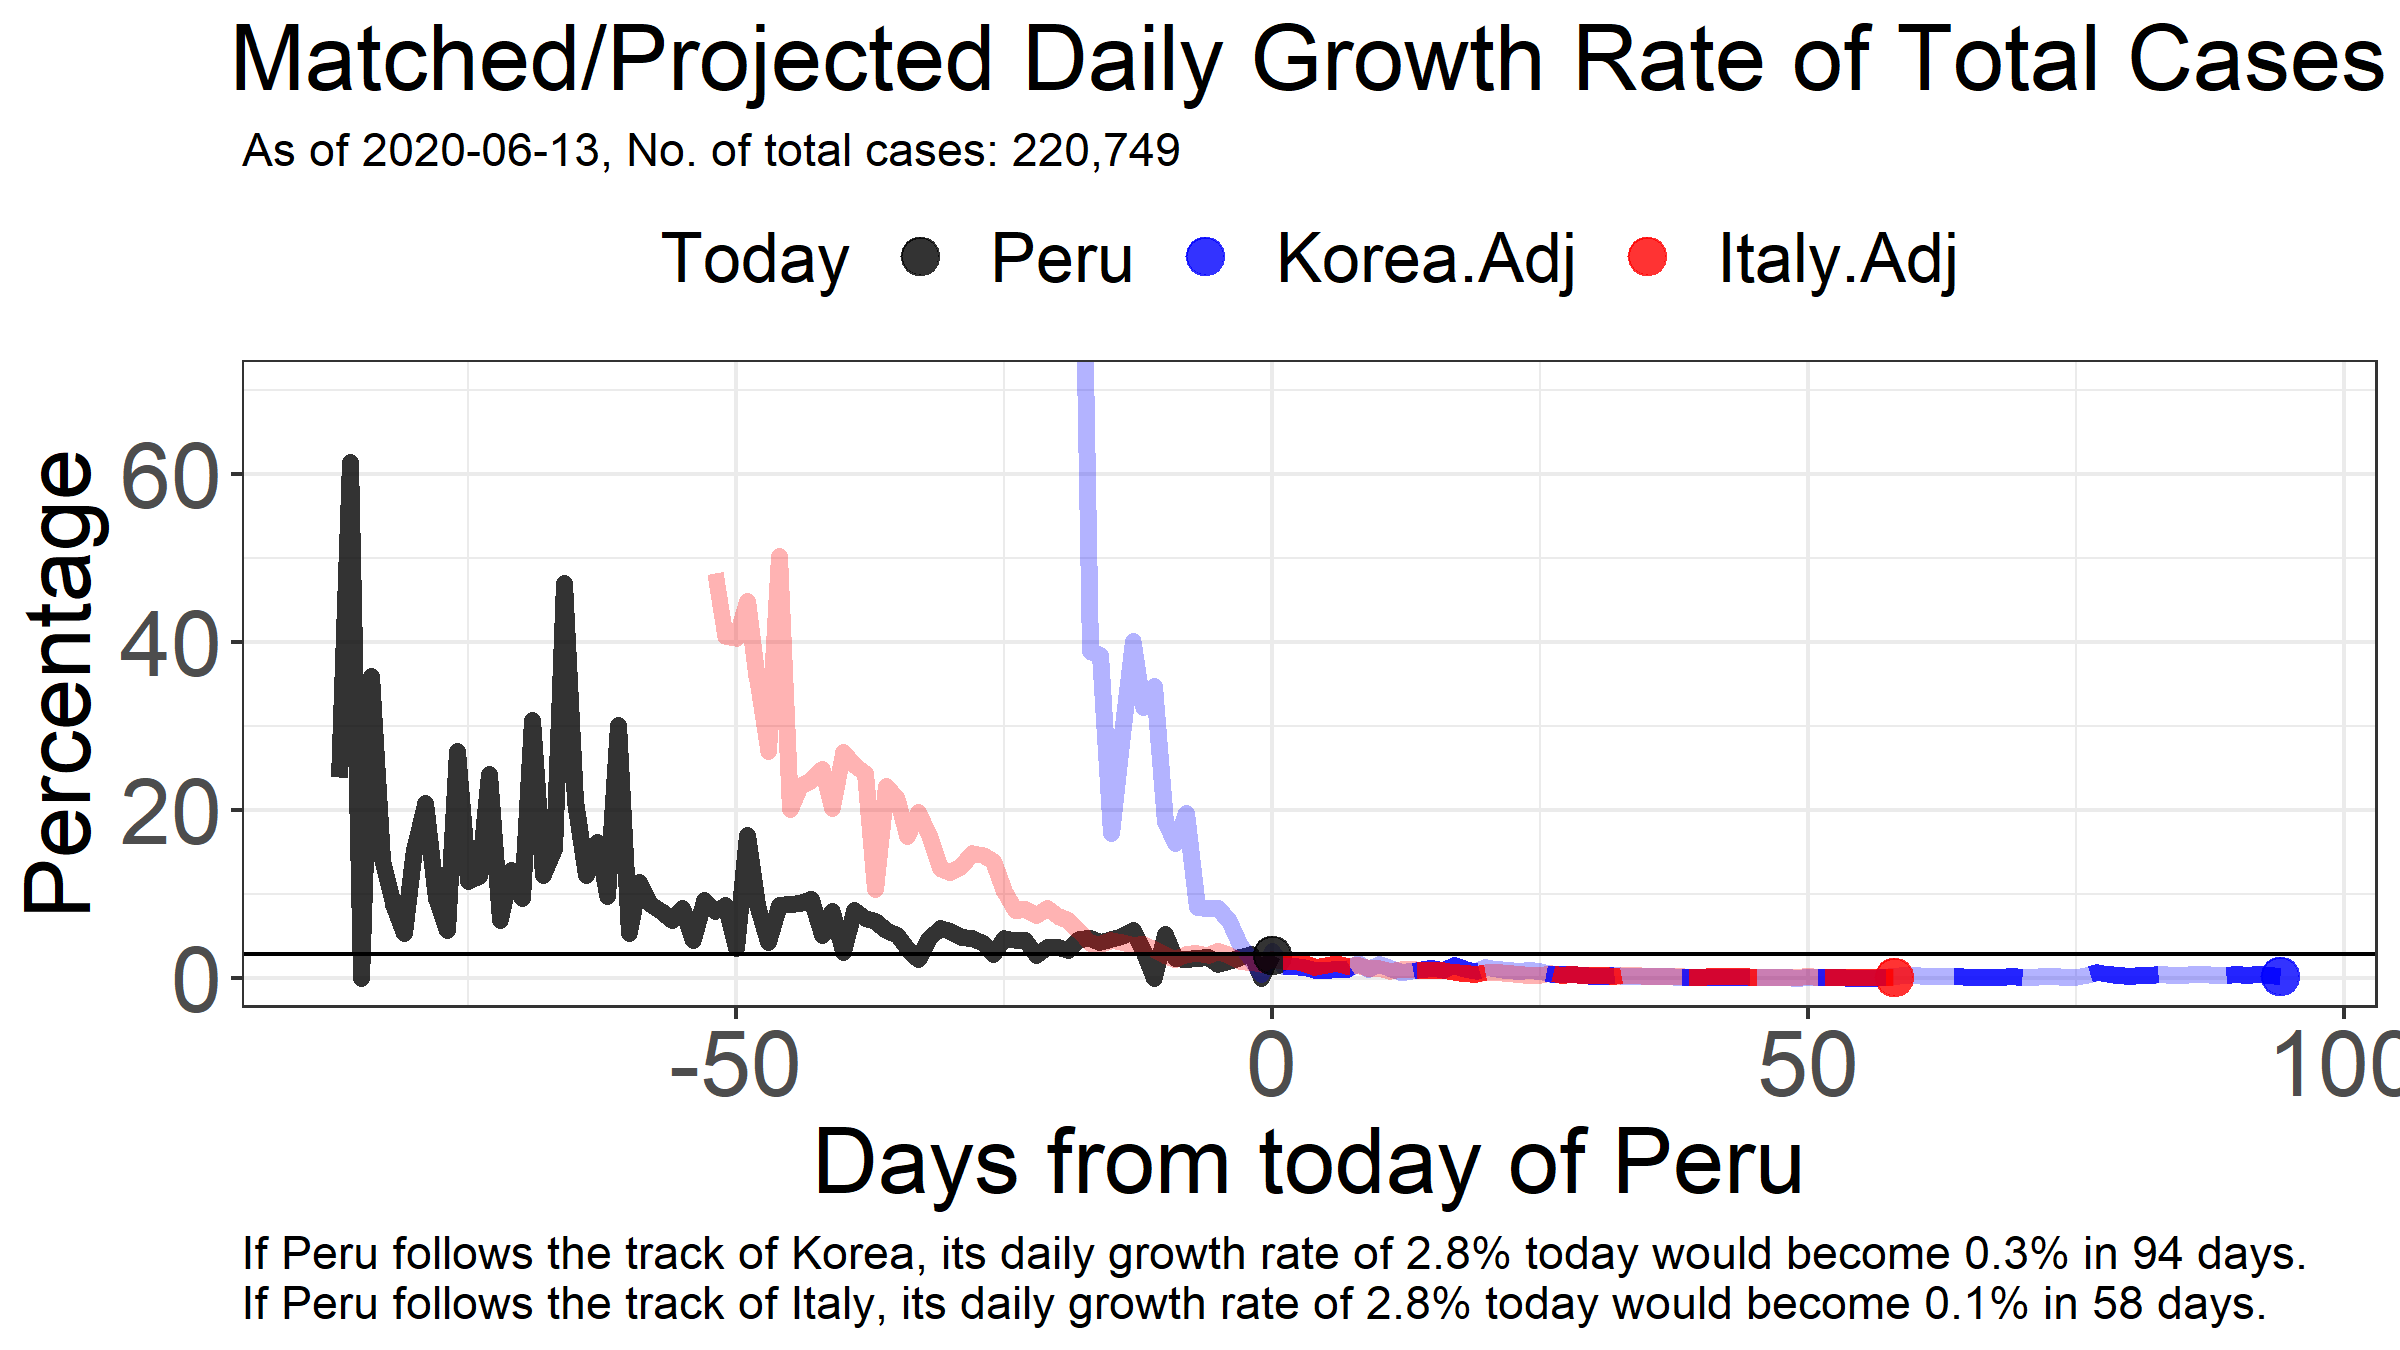 Matched/Projected Daily Growth Rate of Total Cases
As of 2020-06-13, No. of total cases: 220,749
Today Peru Korea.Adj Italy.Adj
Percentage
60
40
20
0
-50 0 50 100
Days from today of Peru
If Peru follows the track of Korea, its daily growth rate of 2.8% today would become 0.3% in 94 days.
If Peru follows the track of Italy, its daily growth rate of 2.8% today would become 0.1% in 58 days.